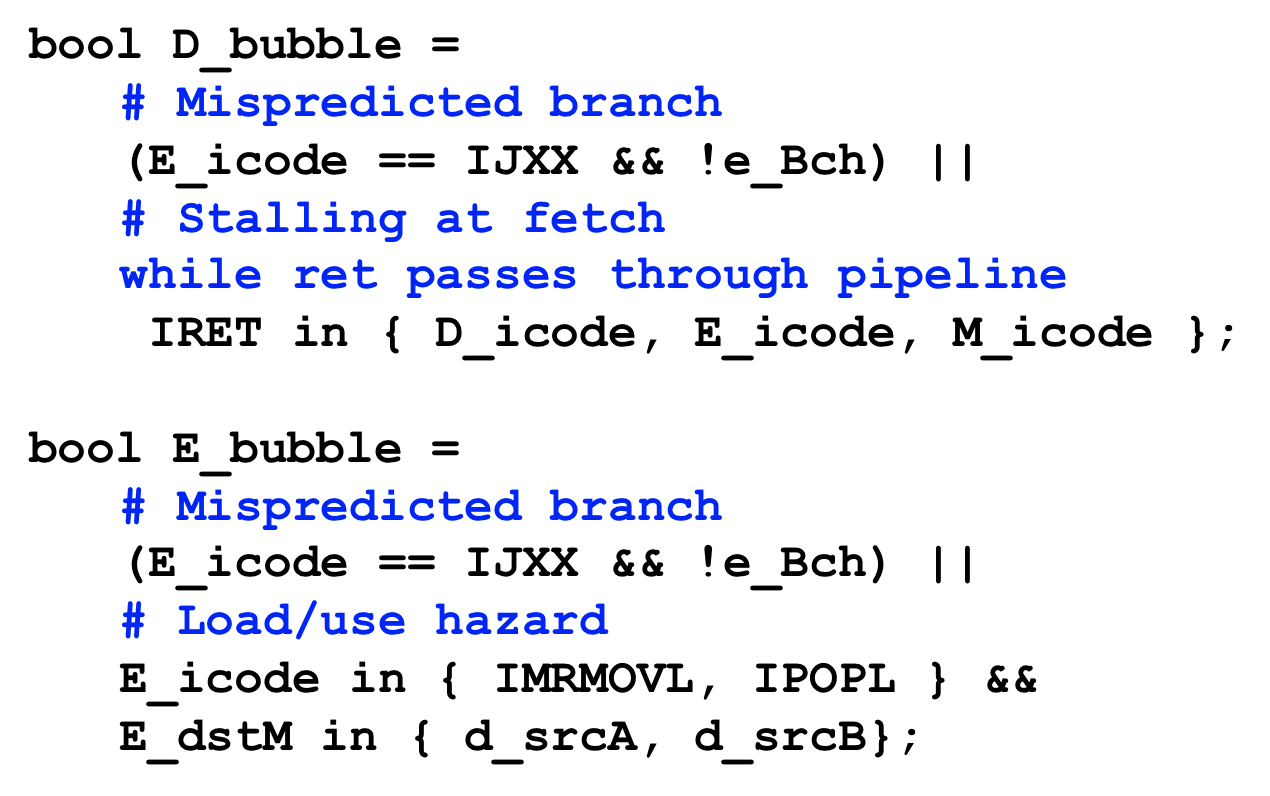 bool D_bubble =
# Mispredicted branch
(E_icode == IJXX && !e_Bch) ||
# Stalling at fetch
while ret passes through pipeline
IRET in { D_icode, E_icode, M_icode };
bool E_bubble =
# Mispredicted branch
(E_icode == IJXX && !e_Bch) ||
# Load/use hazard
E_icode in { IMRMOVL, IPOPL } &&
E_dstM in { d_srcA, d_srcB};